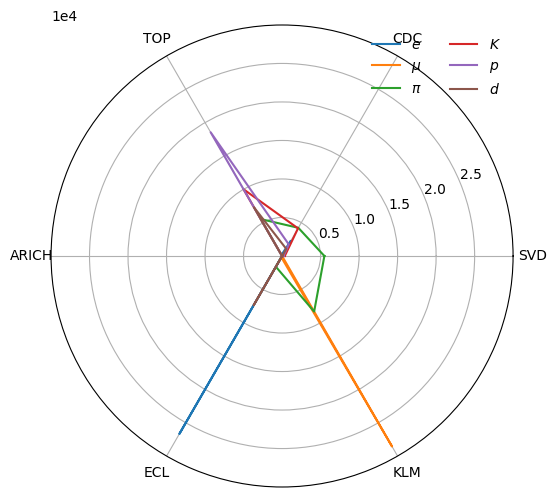 1e4
TOP
CDC
e K
μ p
π d
2.5
2.0
1.5
1.0
0.5
ARICH
SVD
ECL
KLM